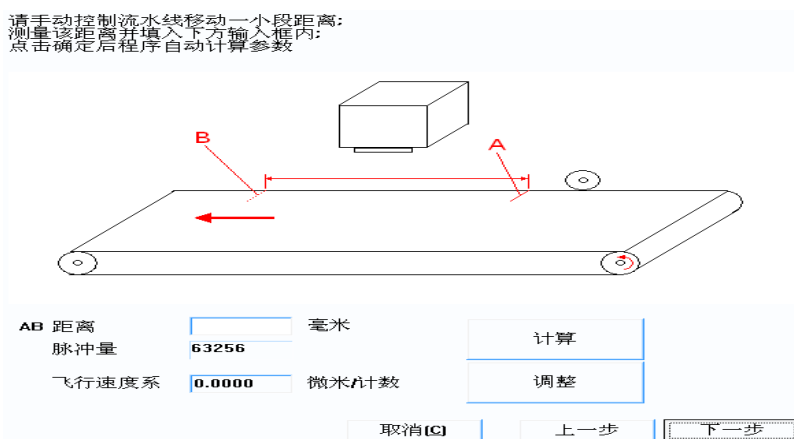 请手动控制流水线移动一小段距离;
测量该距离并填入下方输入框内;
点击确定后程序自动计算参数
B
A
AB 距离 毫米
计算
脉冲量 63256
飞行速度系 0.0000 微米/计数
调整
取消(C) 上一步 下一步